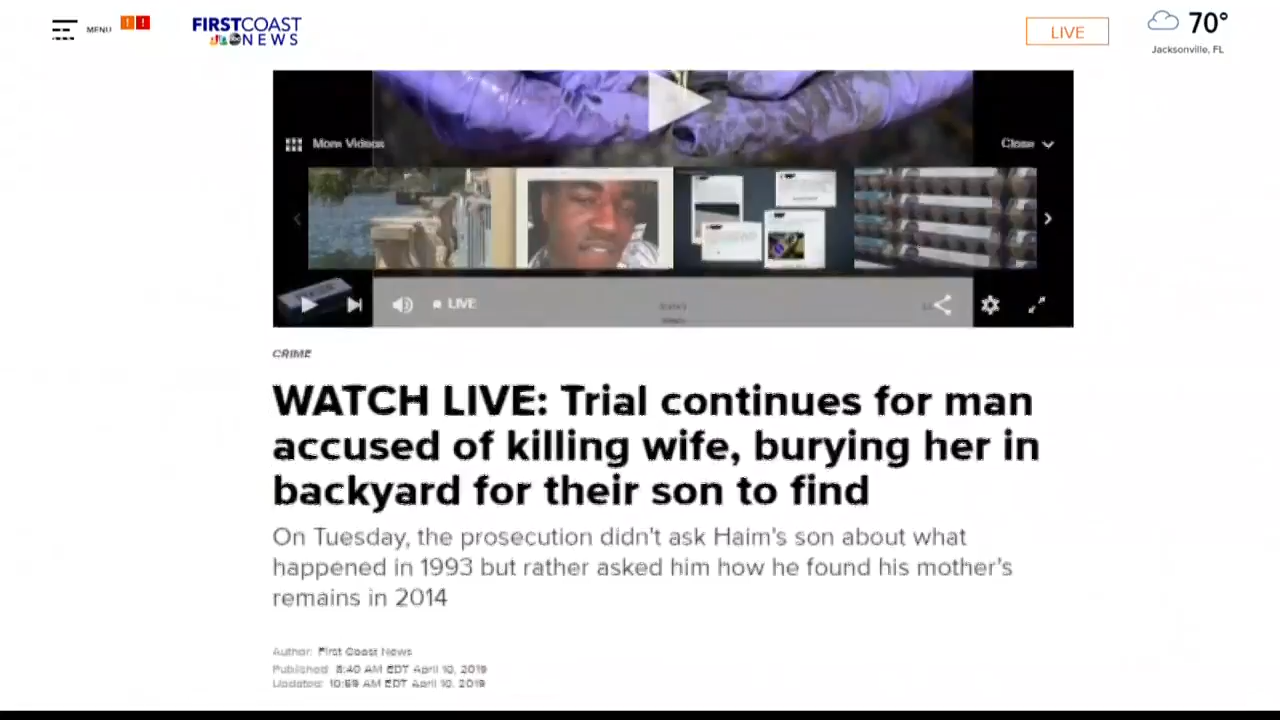 MENU
! !
FIRSTCOAST
NEWS
LIVE
70°
Jacksonville, FL
More Videos
Close
LIVE
CRIME
WATCH LIVE: Trial continues for man
accused of killing wife, burying her in
backyard for their son to find
On Tuesday, the prosecution didn't ask Haim's son about what
happened in 1993 but rather asked him how he found his mother's
remains in 2014
Author: First Coast News
Published: 8:40 AM EDT April 10, 2019
Updated: 10:59 AM EDT April 10, 2019